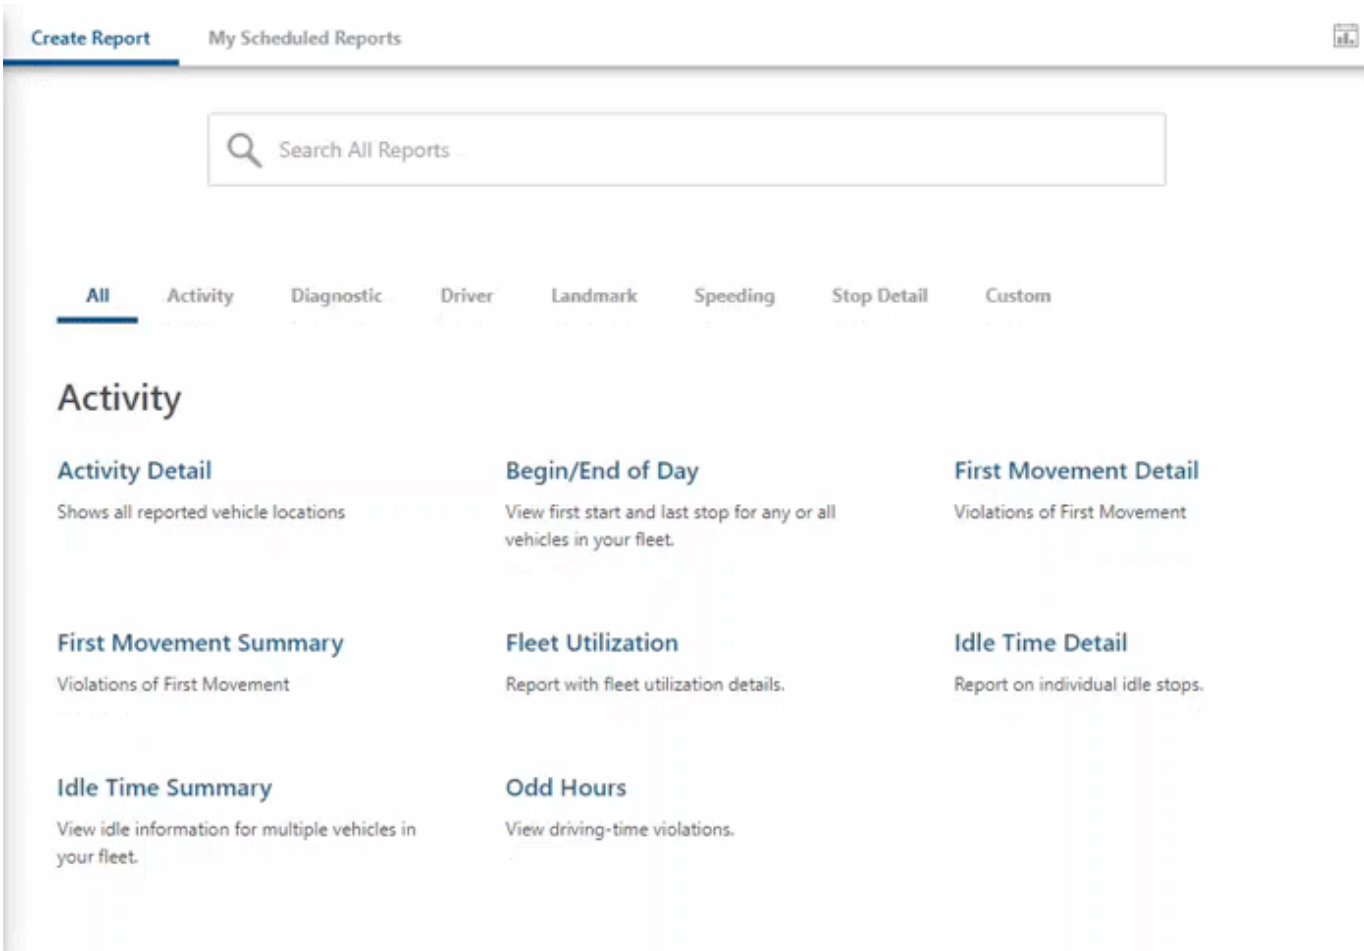 Create Report
My Scheduled Reports
Search All Reports
All
Activity
Diagnostic
Driver
Landmark
Speeding
Stop Detail
Custom
Activity
Activity Detail
Shows all reported vehicle locations
Begin/End of Day
View first start and last stop for any or all
vehicles in your fleet.
First Movement Detail
Violations of First Movement
First Movement Summary
Violations of First Movement
Fleet Utilization
Report with fleet utilization details.
Idle Time Detail
Report on individual idle stops.
Idle Time Summary
View idle information for multiple vehicles in
your fleet.
Odd Hours
View driving-time violations.